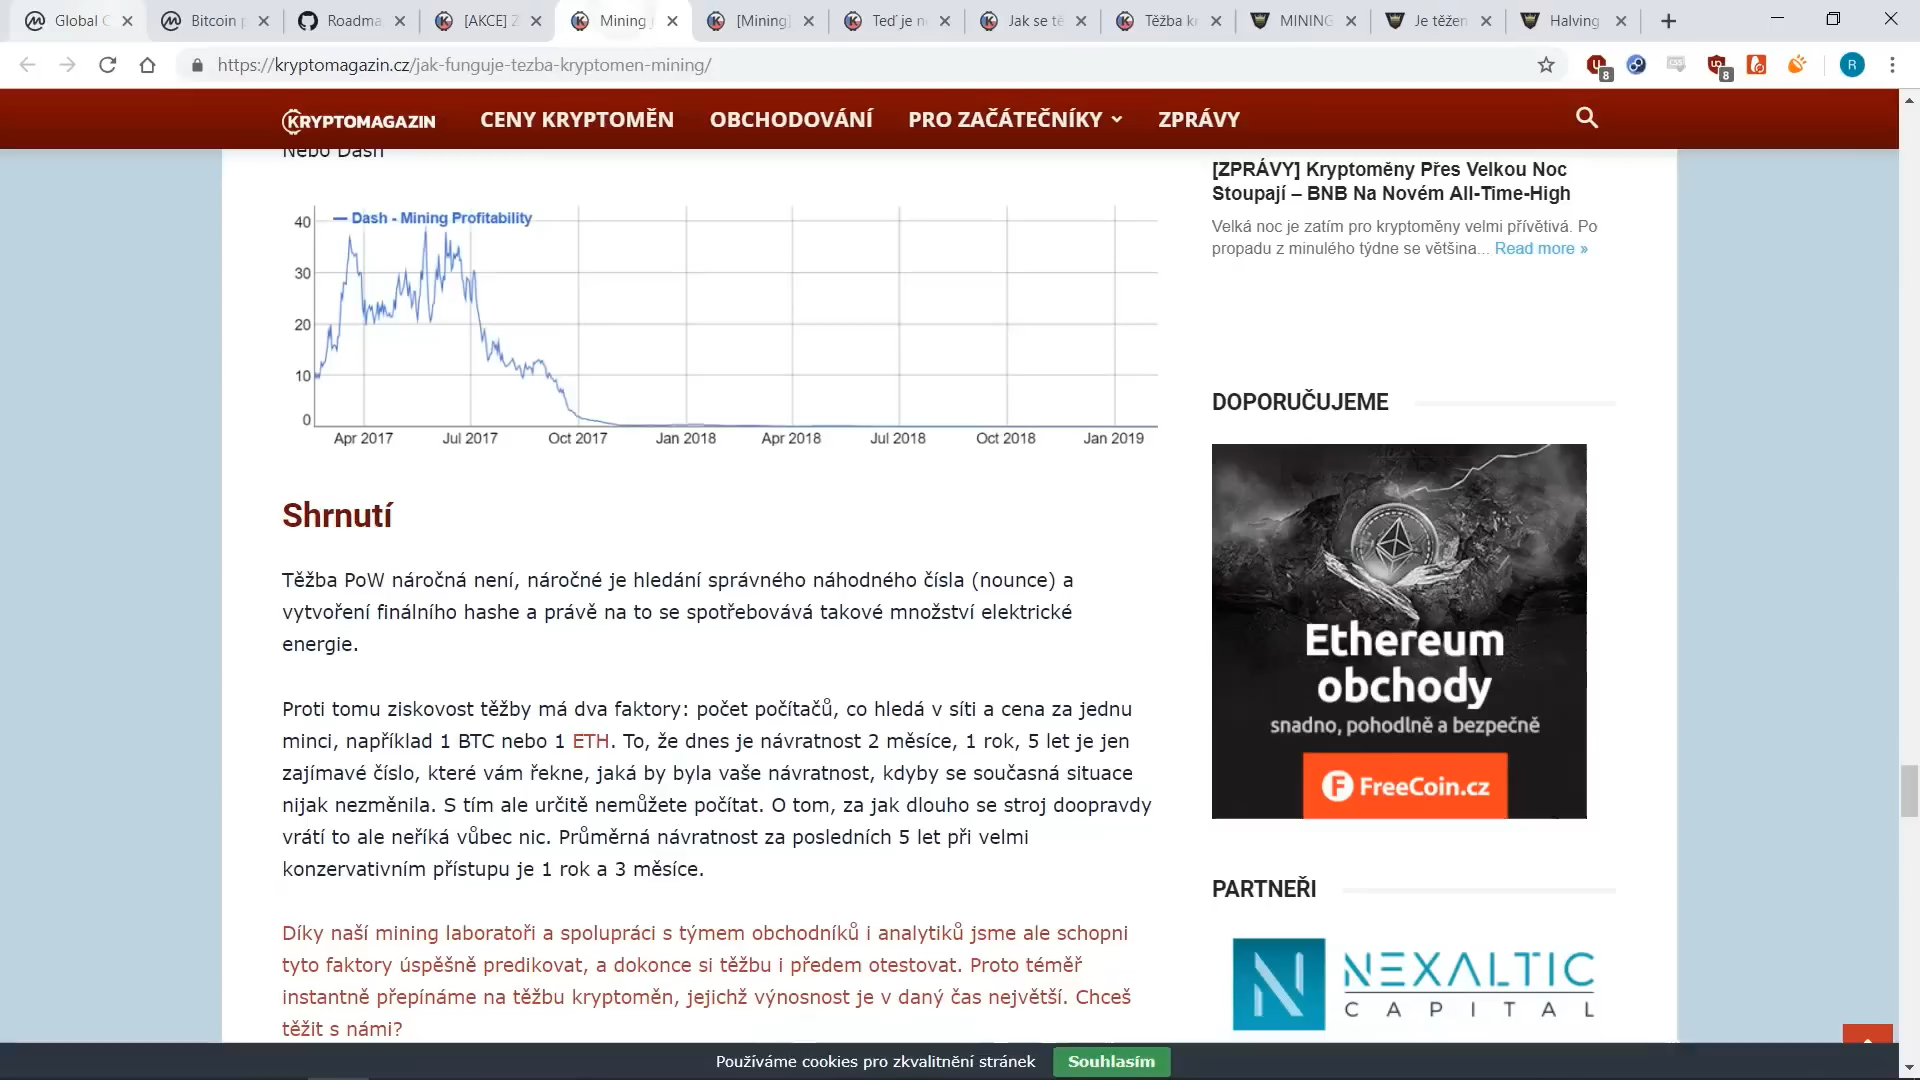 Global C
Bitcoin p
Roadma
[AKCE] Z
Mining j
[Mining]
Teď je n
Jak se tě
Těžba kr
MINING
Je těžen
Halving
https://kryptomagazin.cz/jak-funguje-tezba-kryptomen-mining/
8
8
R
KRYPTOMAGAZIN
CENY KRYPTOMĚN
OBCHODOVÁNÍ
PRO ZAČÁTEČNÍKY
ZPRÁVY
Nebo Dash
Dash - Mining Profitability
40
30
20
10
0
Apr 2017
Jul 2017
Oct 2017
Jan 2018
Apr 2018
Jul 2018
Oct 2018
Jan 2019
Shrnutí
Těžba PoW náročná není, náročné je hledání správného náhodného čísla (nounce) a
vytvoření finálního hashe a právě na to se spotřebovává takové množství elektrické
energie.
Proti tomu ziskovost těžby má dva faktory: počet počítačů, co hledá v síti a cena za jednu
minci, například 1 BTC nebo 1 ETH. To, že dnes je návratnost 2 měsíce, 1 rok, 5 let je jen
zajímavé číslo, které vám řekne, jaká by byla vaše návratnost, kdyby se současná situace
nijak nezměnila. S tím ale určitě nemůžete počítat. O tom, za jak dlouho se stroj doopravdy
vrátí to ale neříká vůbec nic. Průměrná návratnost za posledních 5 let při velmi
konzervativním přístupu je 1 rok a 3 měsíce.
Díky naší mining laboratoři a spolupráci s týmem obchodníků i analytiků jsme ale schopni
tyto faktory úspěšně predikovat, a dokonce si těžbu i předem otestovat. Proto téměř
instantně přepínáme na těžbu kryptoměn, jejichž výnosnost je v daný čas největší. Chceš
těžit s námi?
[ZPRÁVY] Kryptoměny Přes Velkou Noc
Stoupají – BNB Na Novém All-Time-High
Velká noc je zatím pro kryptoměny velmi přívětivá. Po
propadu z minulého týdne se většina... Read more »
DOPORUČUJEME
Ethereum
obchody
snadno, pohodlně a bezpečně
FreeCoin.cz
PARTNEŘI
NEXALTIC
CAPITAL
Používáme cookies pro zkvalitnění stránek
Souhlasím